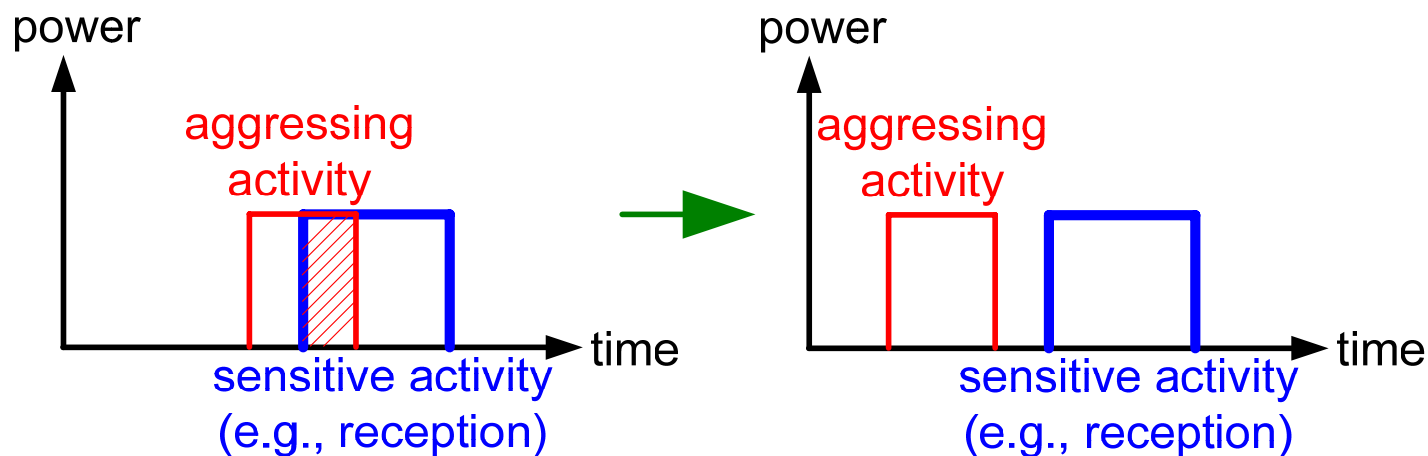 power
aggressing
activity
time
sensitive activity
(e.g., reception)
power
aggressing
activity
time
sensitive activity
(e.g., reception)